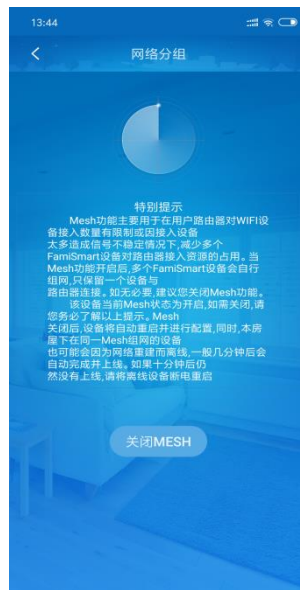 13:44
网络分组
特别提示
Mesh功能主要用于在用户路由器对WIFI设
备接入数量有限制或因接入设备
太多造成信号不稳定情况下,减少多个
FamiSmart设备对路由器接入资源的占用。当
Mesh功能开启后,多个FamiSmart设备会自行
组网,只保留一个设备与
路由器连接。如无必要,建议您关闭Mesh功能。
该设备当前Mesh状态为开启,如需关闭,请
您务必了解以上提示。Mesh
关闭后,设备将自动重启并进行配置,同时,本房
屋下在同一Mesh组网的设备
也可能会因为网络重建而离线,一般几分钟后会
自动完成并上线。如果十分钟后仍
然没有上线,请将离线设备断电重启
关闭MESH